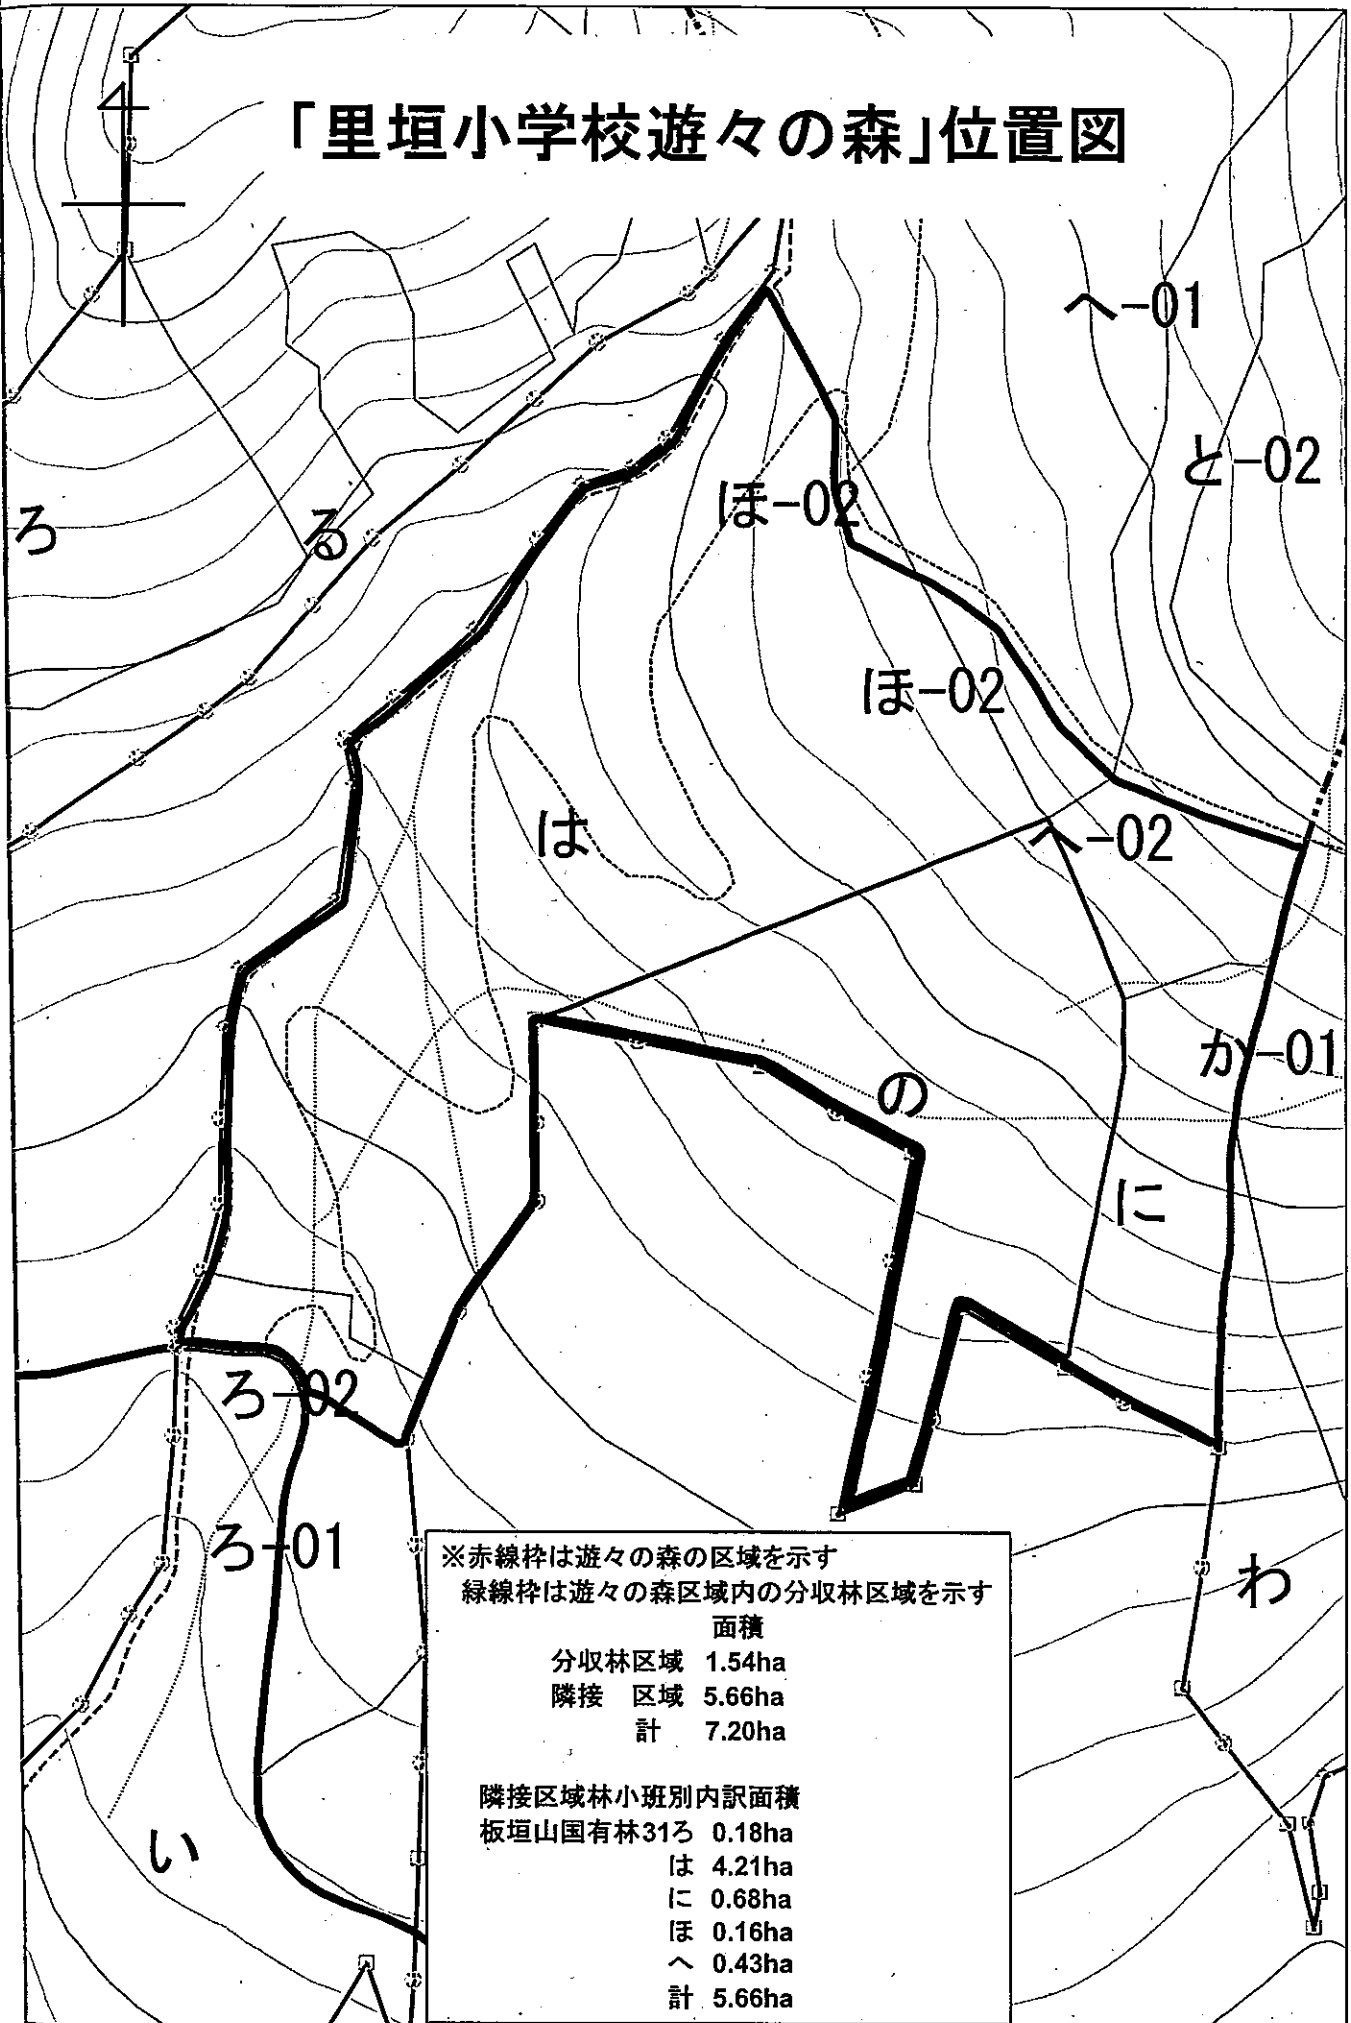 「里垣小学校遊々の森」位置図
へ-01
と-02
ほ-02
ろ
る
ほ-02
は
へ-02
か-01
の
に
ろ-02
ろ-01
わ
い
※赤線枠は遊々の森の区域を示す
緑線枠は遊々の森区域内の分収林区域を示す
面積
分収林区域 1.54ha
隣接 区域 5.66ha
計 7.20ha
隣接区域林小班別内訳面積
板垣山国有林31ろ 0.18ha
は 4.21ha
に 0.68ha
ほ 0.16ha
へ 0.43ha
計 5.66ha